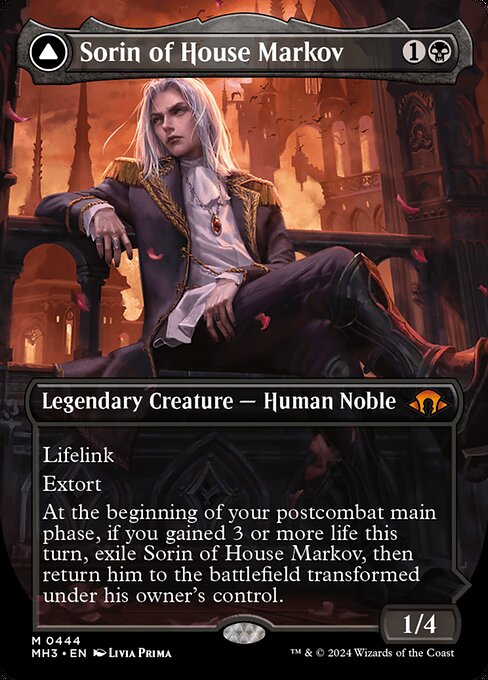 Sorin of House Markov 1
Legendary Creature — Human Noble
Lifelink
Extort
At the beginning of your postcombat main
phase, if you gained 3 or more life this
turn, exile Sorin of House Markov, then
return him to the battlefield transformed
under his owner's control.
1/4
M 0444
MH3 • EN Livia Prima
™ & © 2024 Wizards of the Coast